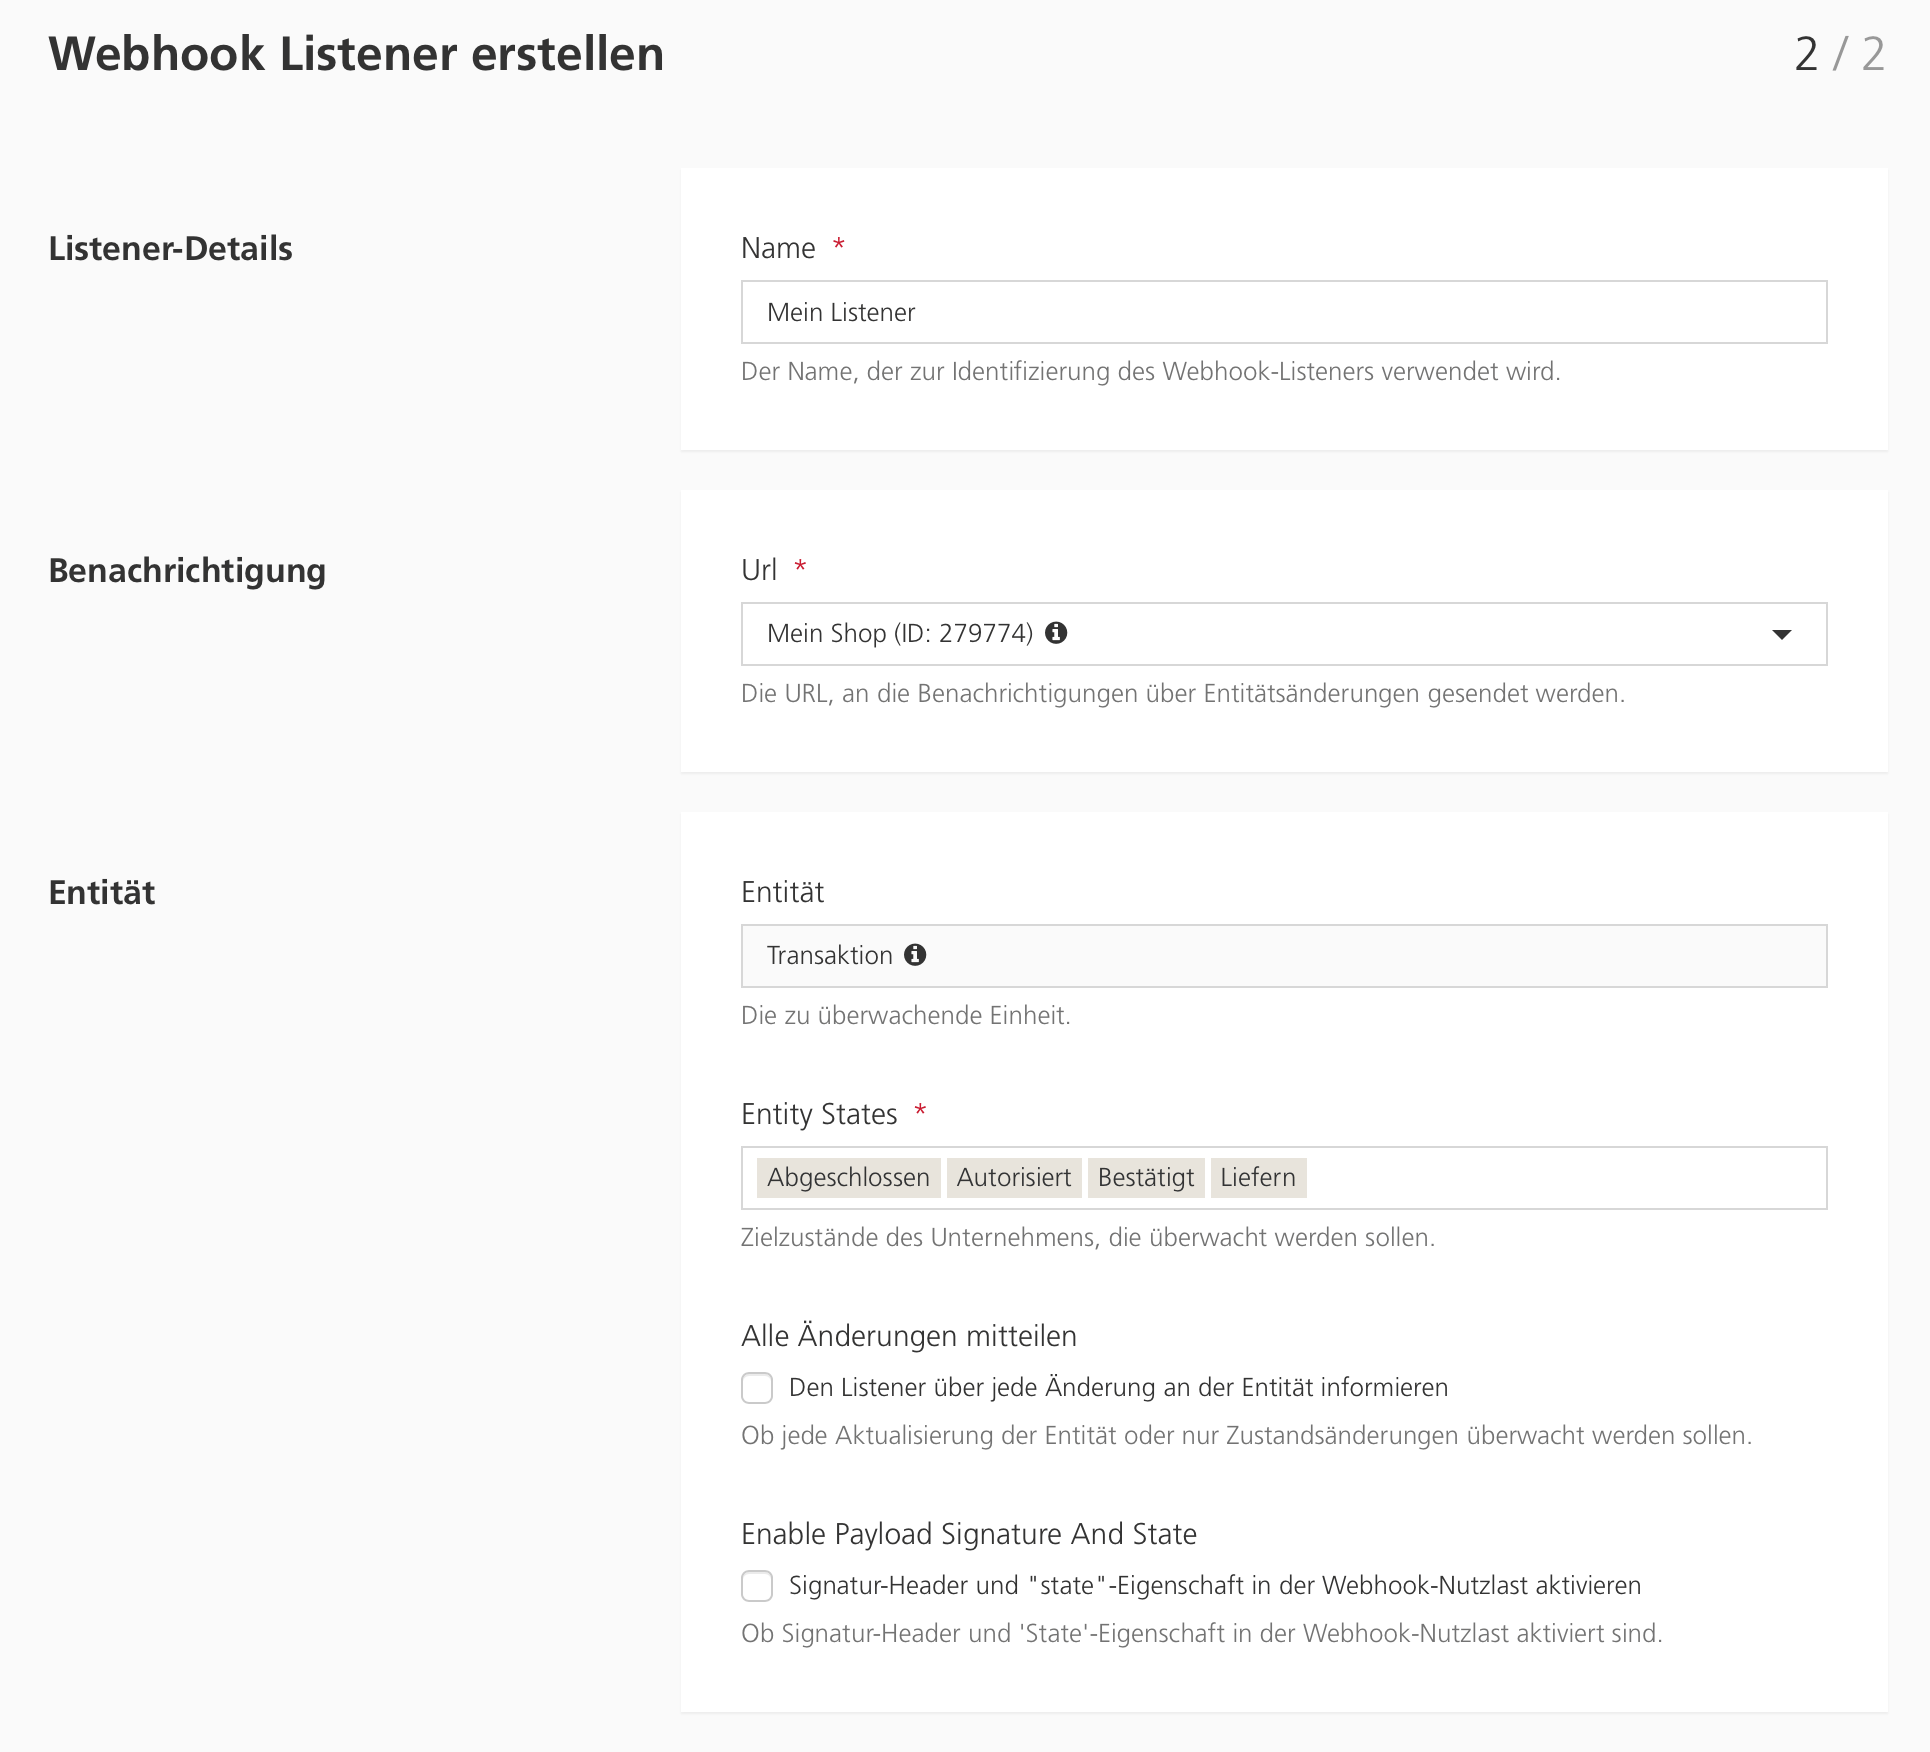 Webhook Listener erstellen
2 / 2
Listener-Details
Name *
Mein Listener
Der Name, der zur Identifizierung des Webhook-Listeners verwendet wird.
Benachrichtigung
Url *
Mein Shop (ID: 279774)
Die URL, an die Benachrichtigungen über Entitätsänderungen gesendet werden.
Entität
Entität
Transaktion
Die zu überwachende Einheit.
Entity States *
Abgeschlossen Autorisiert Bestätigt Liefern
Zielzustände des Unternehmens, die überwacht werden sollen.
Alle Änderungen mitteilen
Den Listener über jede Änderung an der Entität informieren
Ob jede Aktualisierung der Entität oder nur Zustandsänderungen überwacht werden sollen.
Enable Payload Signature And State
Signatur-Header und "state"-Eigenschaft in der Webhook-Nutzlast aktivieren
Ob Signatur-Header und 'State'-Eigenschaft in der Webhook-Nutzlast aktiviert sind.